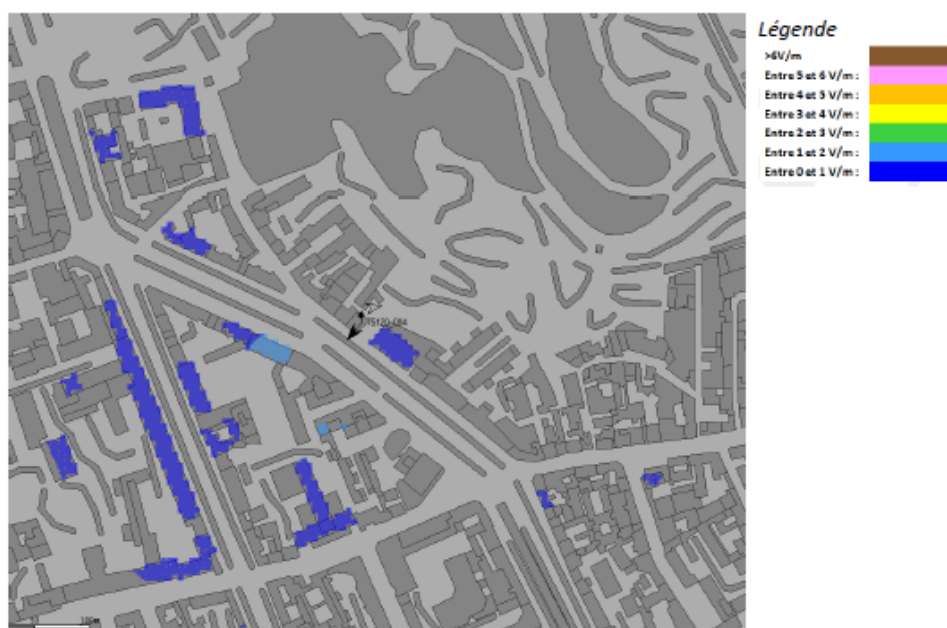 Légende
>6V/m
Entre 5 et 6 V/m :
Entre 4 et 5 V/m :
Entre 3 et 4 V/m :
Entre 2 et 3 V/m :
Entre 1 et 2 V/m :
Entre 0 et 1 V/m :